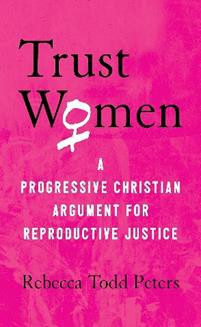 Trust
Women
A
PROGRESSIVE CHRISTIAN
ARGUMENT FOR
REPRODUCTIVE JUSTICE
Rebecca Todd Peters